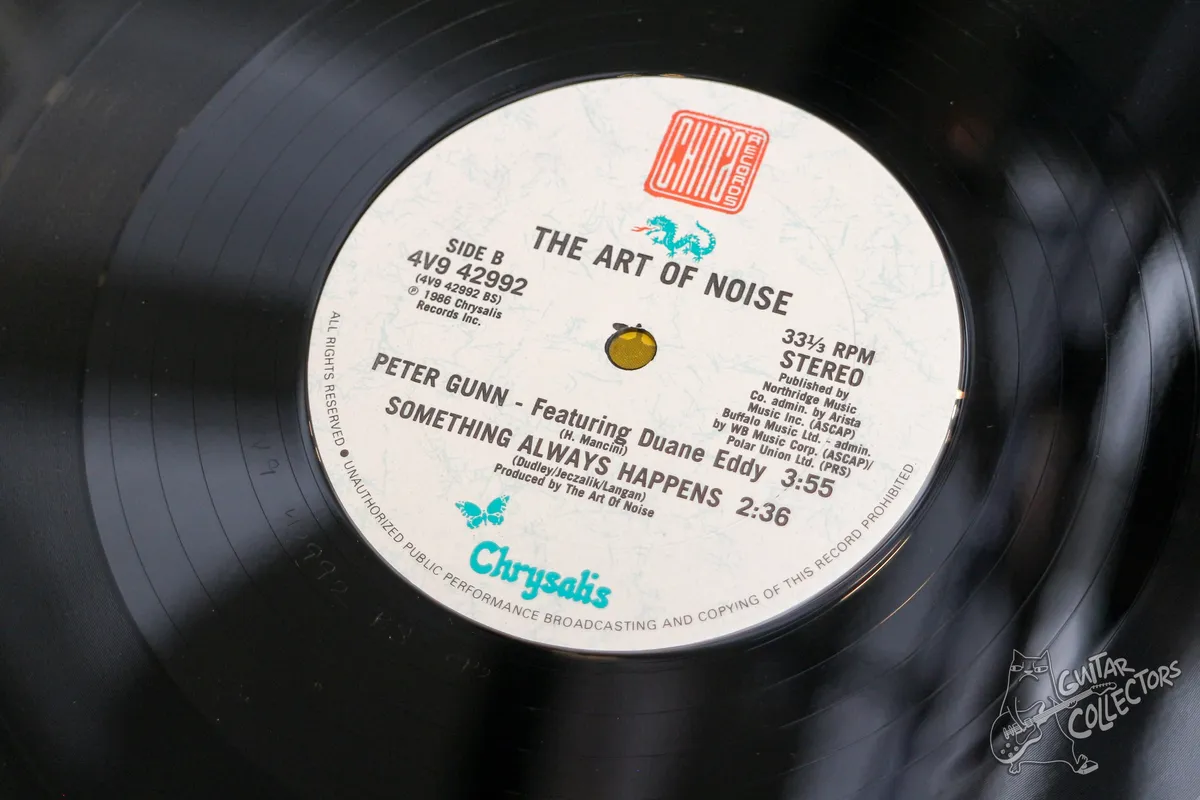 CHINA
RECORDS
THE ART OF NOISE
SIDE B
4V9 42992
(4V9 42992 BS)
℗ 1986 Chrysalis
Records Inc.
33⅓ RPM
STEREO
Published by
Northridge Music
Co. admin. by Arista
Music Inc. (ASCAP)
Buffalo Music Ltd. - admin.
by WB Music Corp. (ASCAP)/
Polar Union Ltd. (PRS)
PETER GUNN - Featuring Duane Eddy 3:55
(H. Mancini)
SOMETHING ALWAYS HAPPENS 2:36
(Dudley/Jeczalik/Langan)
Produced by The Art Of Noise
Chrysalis
ALL RIGHTS RESERVED ● UNAUTHORIZED PUBLIC PERFORMANCE BROADCASTING AND COPYING OF THIS RECORD PROHIBITED
GUITAR
COLLECTORS